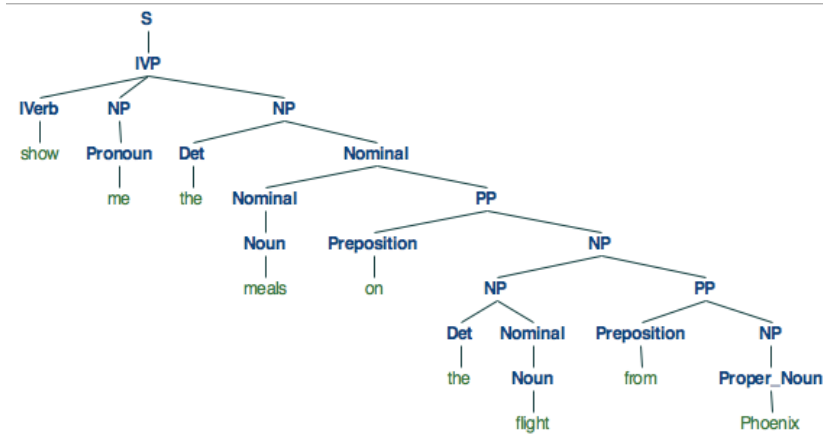 S
IVP
IVerb NP NP
show Pronoun Det Nominal
me the Nominal PP
Noun Preposition NP
meals on NP PP
Det Nominal Preposition NP
the Noun from Proper_Noun
flight Phoenix